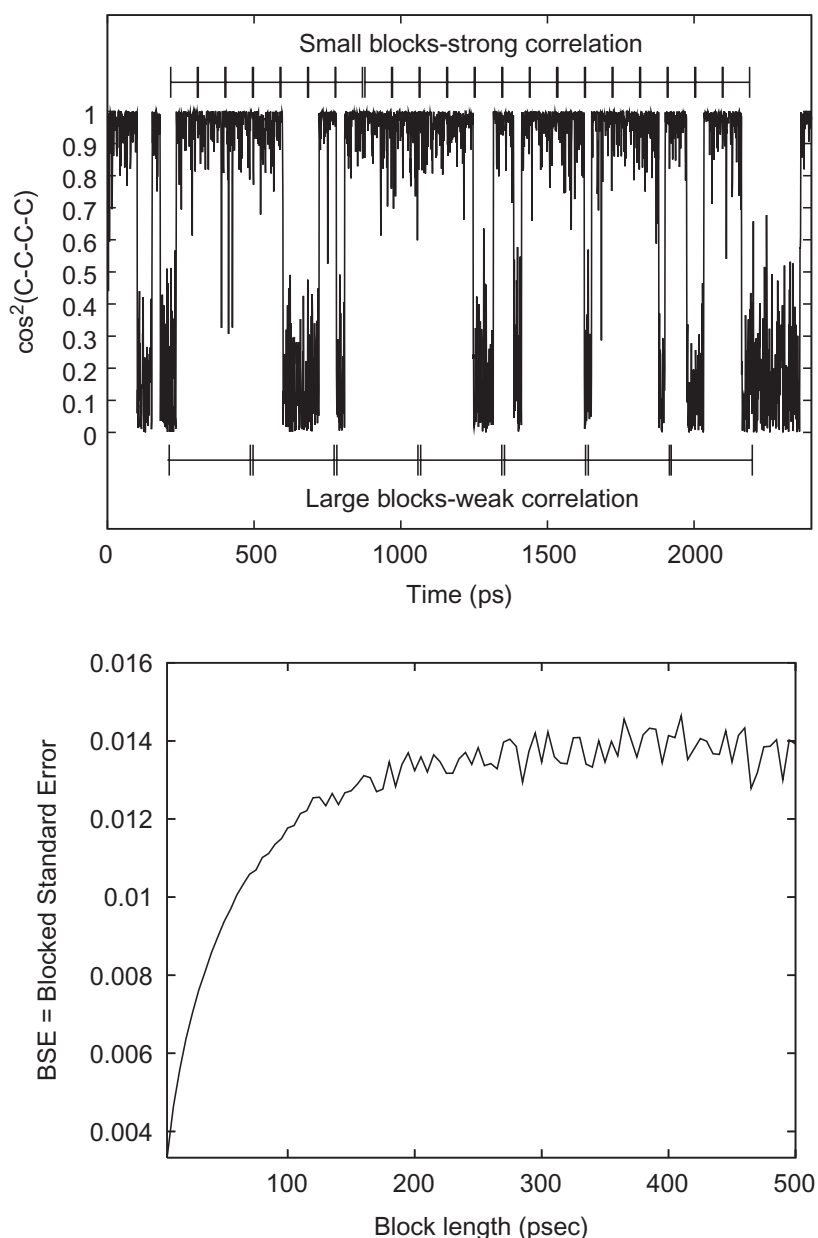 Small blocks-strong correlation
1
0.9
0.8
0.7
0.6
0.5
0.4
0.3
0.2
0.1
0
cos²(C-C-C-C)
Large blocks-weak correlation
0 500 1000 1500 2000
Time (ps)
0.016
0.014
0.012
0.01
0.008
0.006
0.004
BSE = Blocked Standard Error
100 200 300 400 500
Block length (psec)